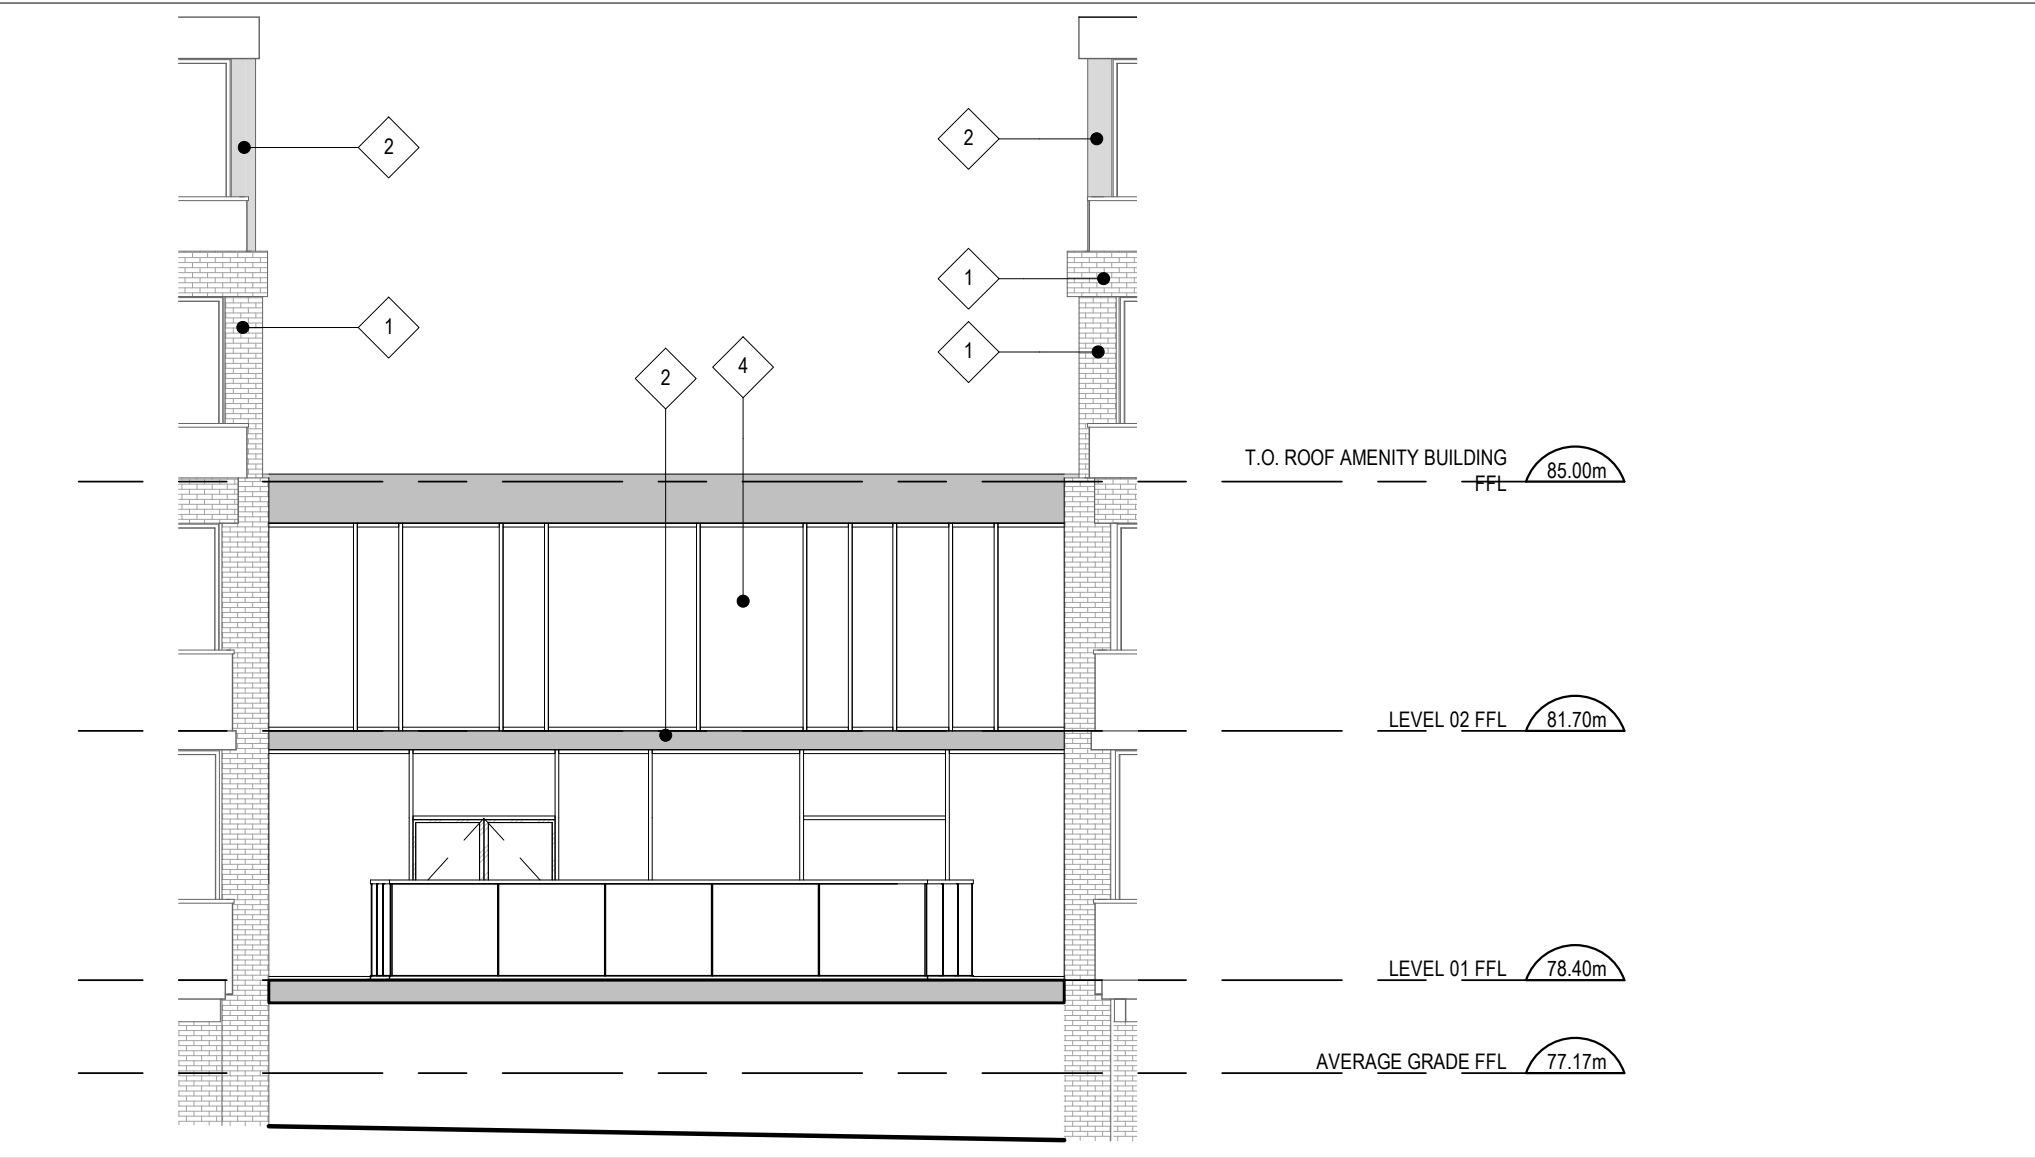 2
2
1
1
1
2
4
T.O. ROOF AMENITY BUILDING
FFL
85.00m
LEVEL 02 FFL
81.70m
LEVEL 01 FFL
78.40m
AVERAGE GRADE FFL
77.17m